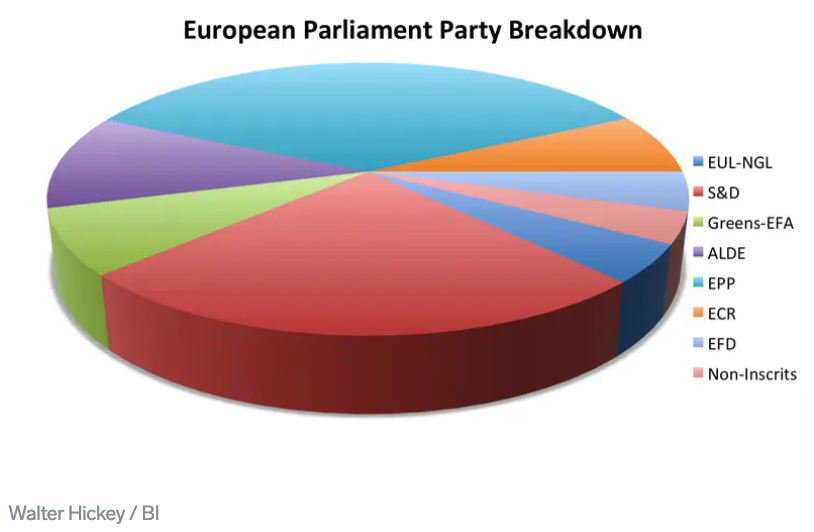 European Parliament Party Breakdown
EUL-NGL
S&D
Greens-EFA
ALDE
EPP
ECR
EFD
Non-Inscrits
Walter Hickey / BI